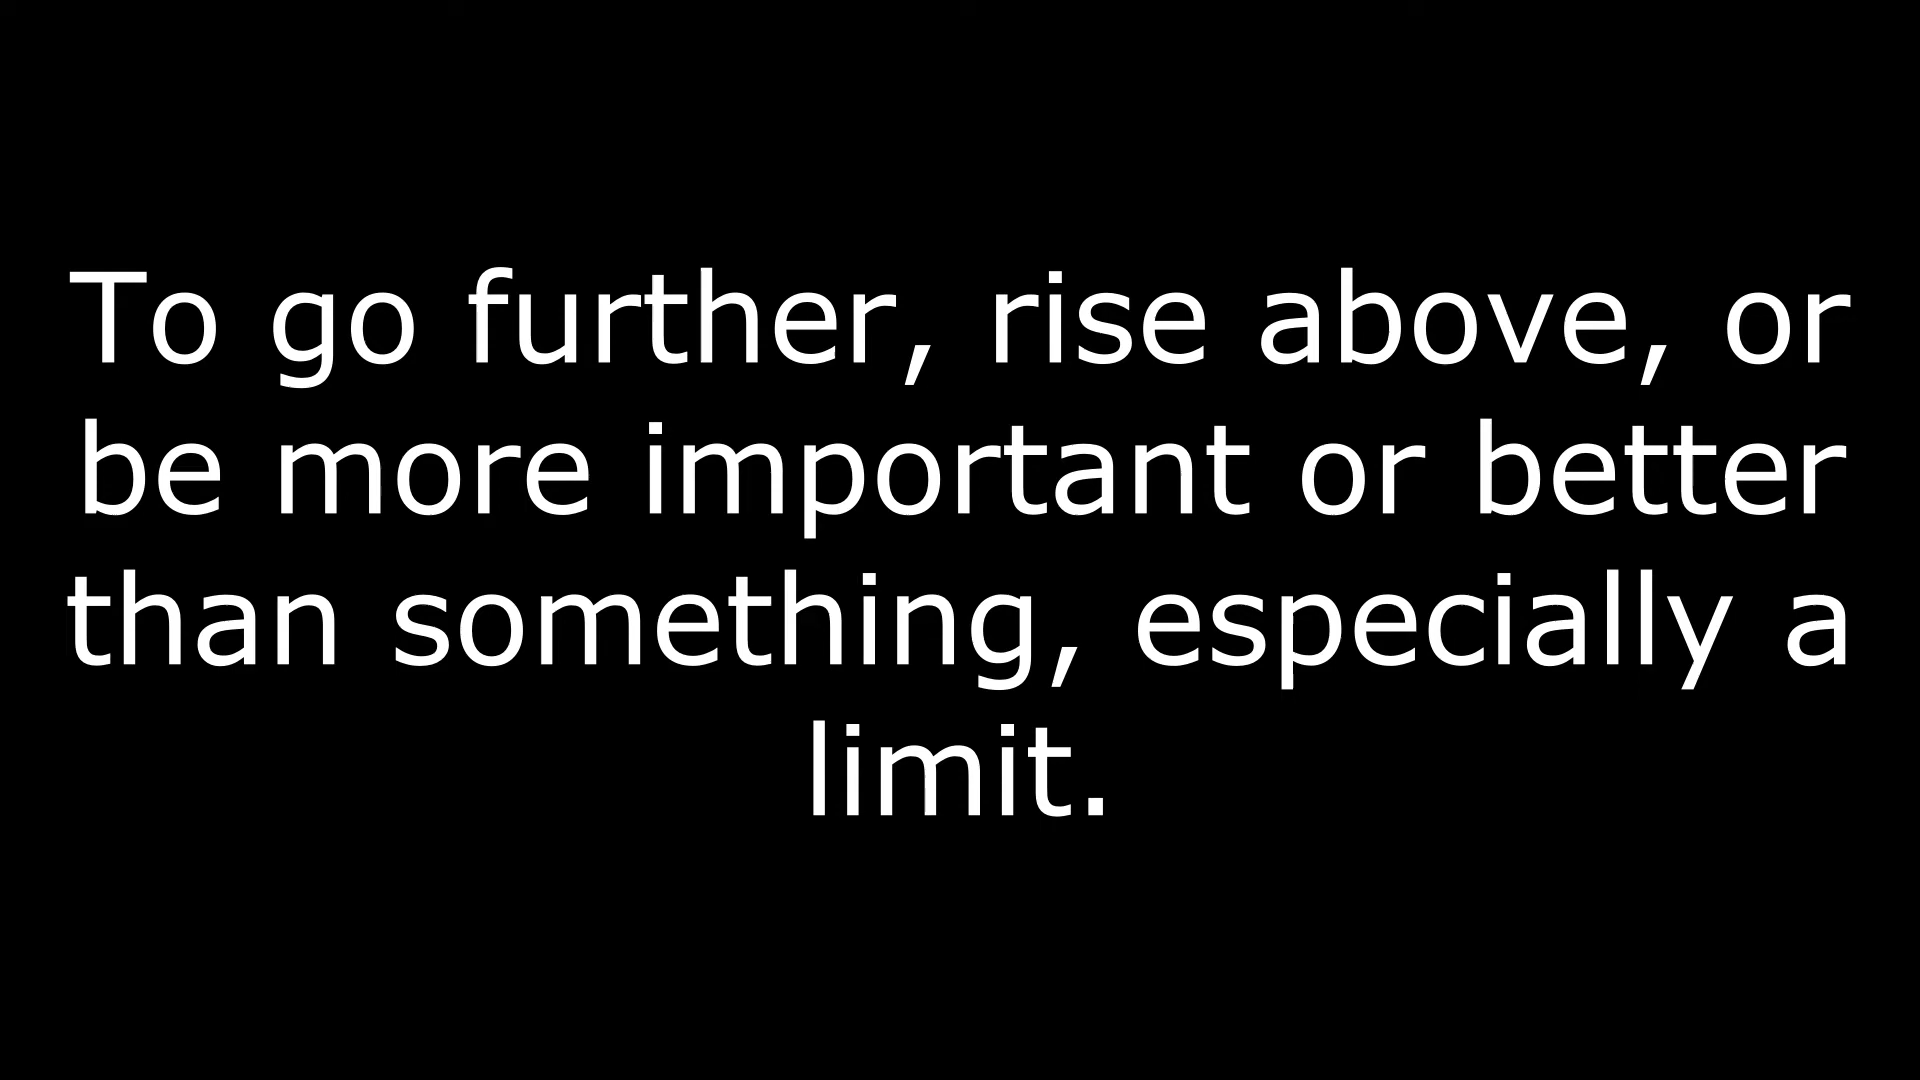 To go further, rise above, or
be more important or better
than something, especially a
limit.